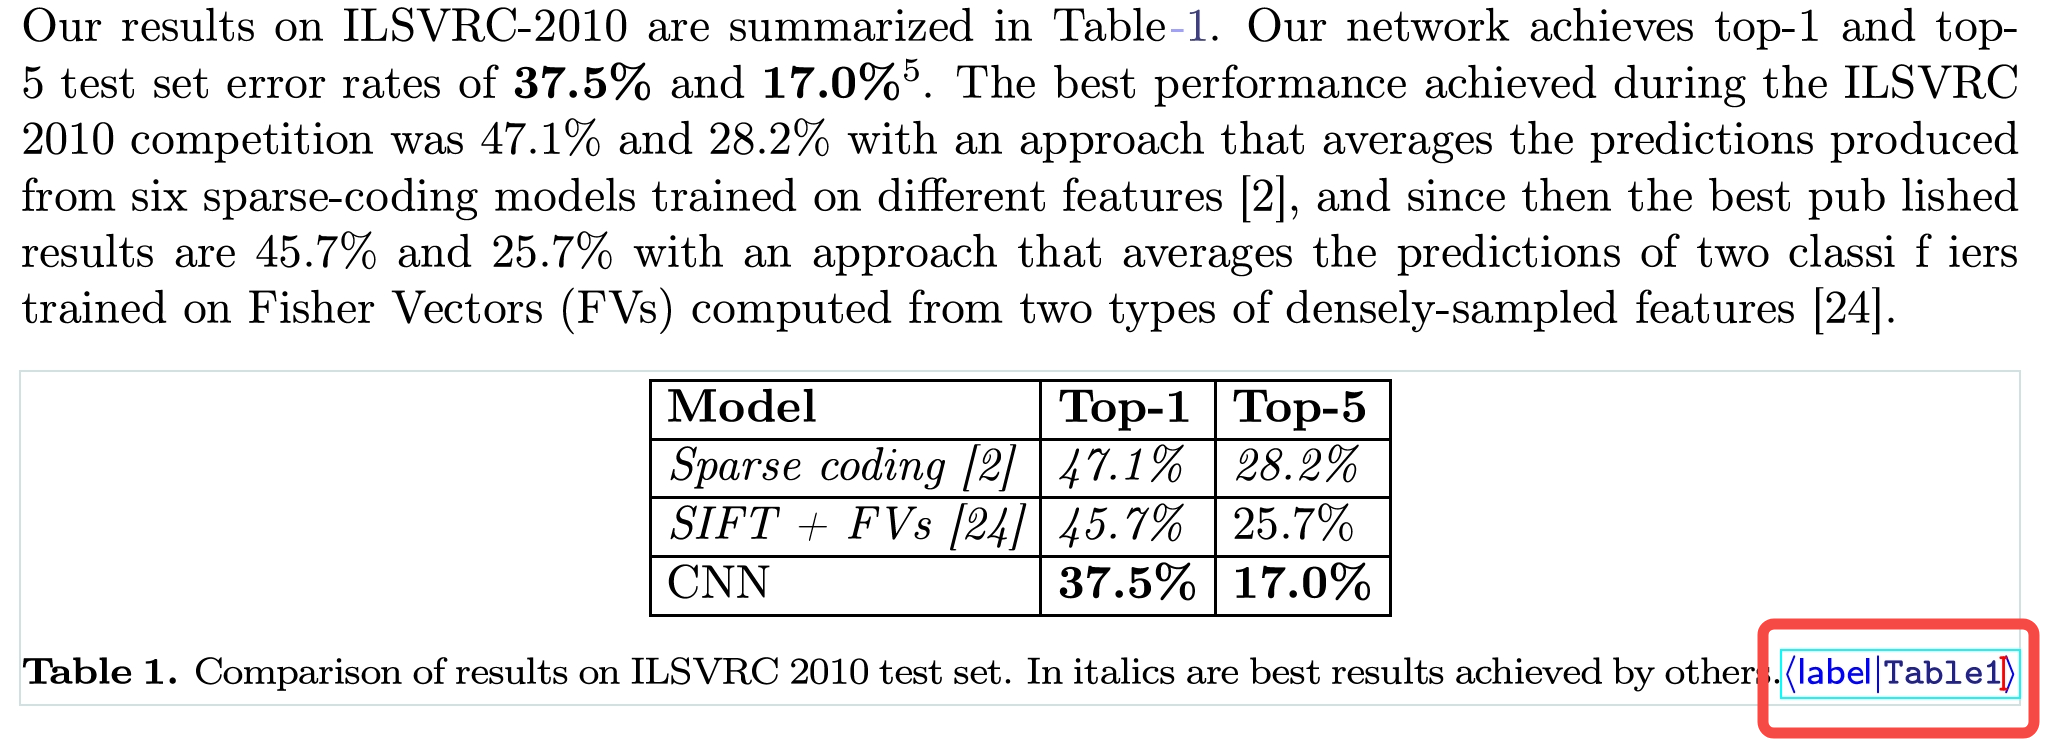 Our results on ILSVRC-2010 are summarized in Table-1. Our network achieves top-1 and top-
5 test set error rates of 37.5% and 17.0%⁵. The best performance achieved during the ILSVRC
2010 competition was 47.1% and 28.2% with an approach that averages the predictions produced
from six sparse-coding models trained on different features [2], and since then the best pub lished
results are 45.7% and 25.7% with an approach that averages the predictions of two classi f iers
trained on Fisher Vectors (FVs) computed from two types of densely-sampled features [24].
Model Top-1 Top-5
Sparse coding [2] 47.1% 28.2%
SIFT + FVs [24] 45.7% 25.7%
CNN 37.5% 17.0%
Table 1. Comparison of results on ILSVRC 2010 test set. In italics are best results achieved by others.⟨label|Table1⟩